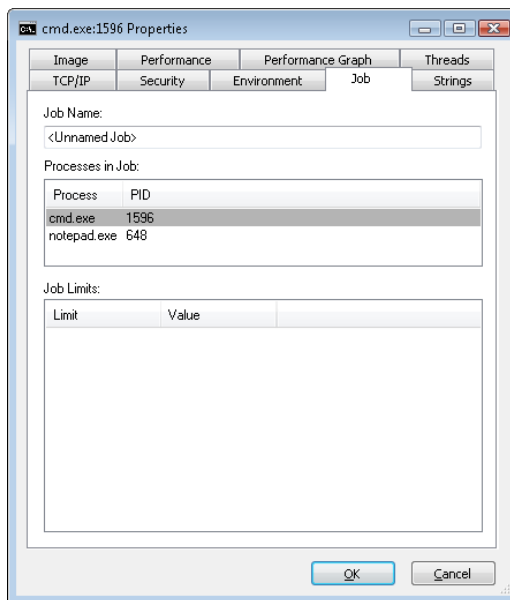 cmd.exe:1596 Properties
Image Performance Performance Graph Threads
TCP/IP Security Environment Job Strings
Job Name:
<Unnamed Job>
Processes in Job:
Process PID
cmd.exe 1596
notepad.exe 648
Job Limits:
Limit Value
OK Cancel